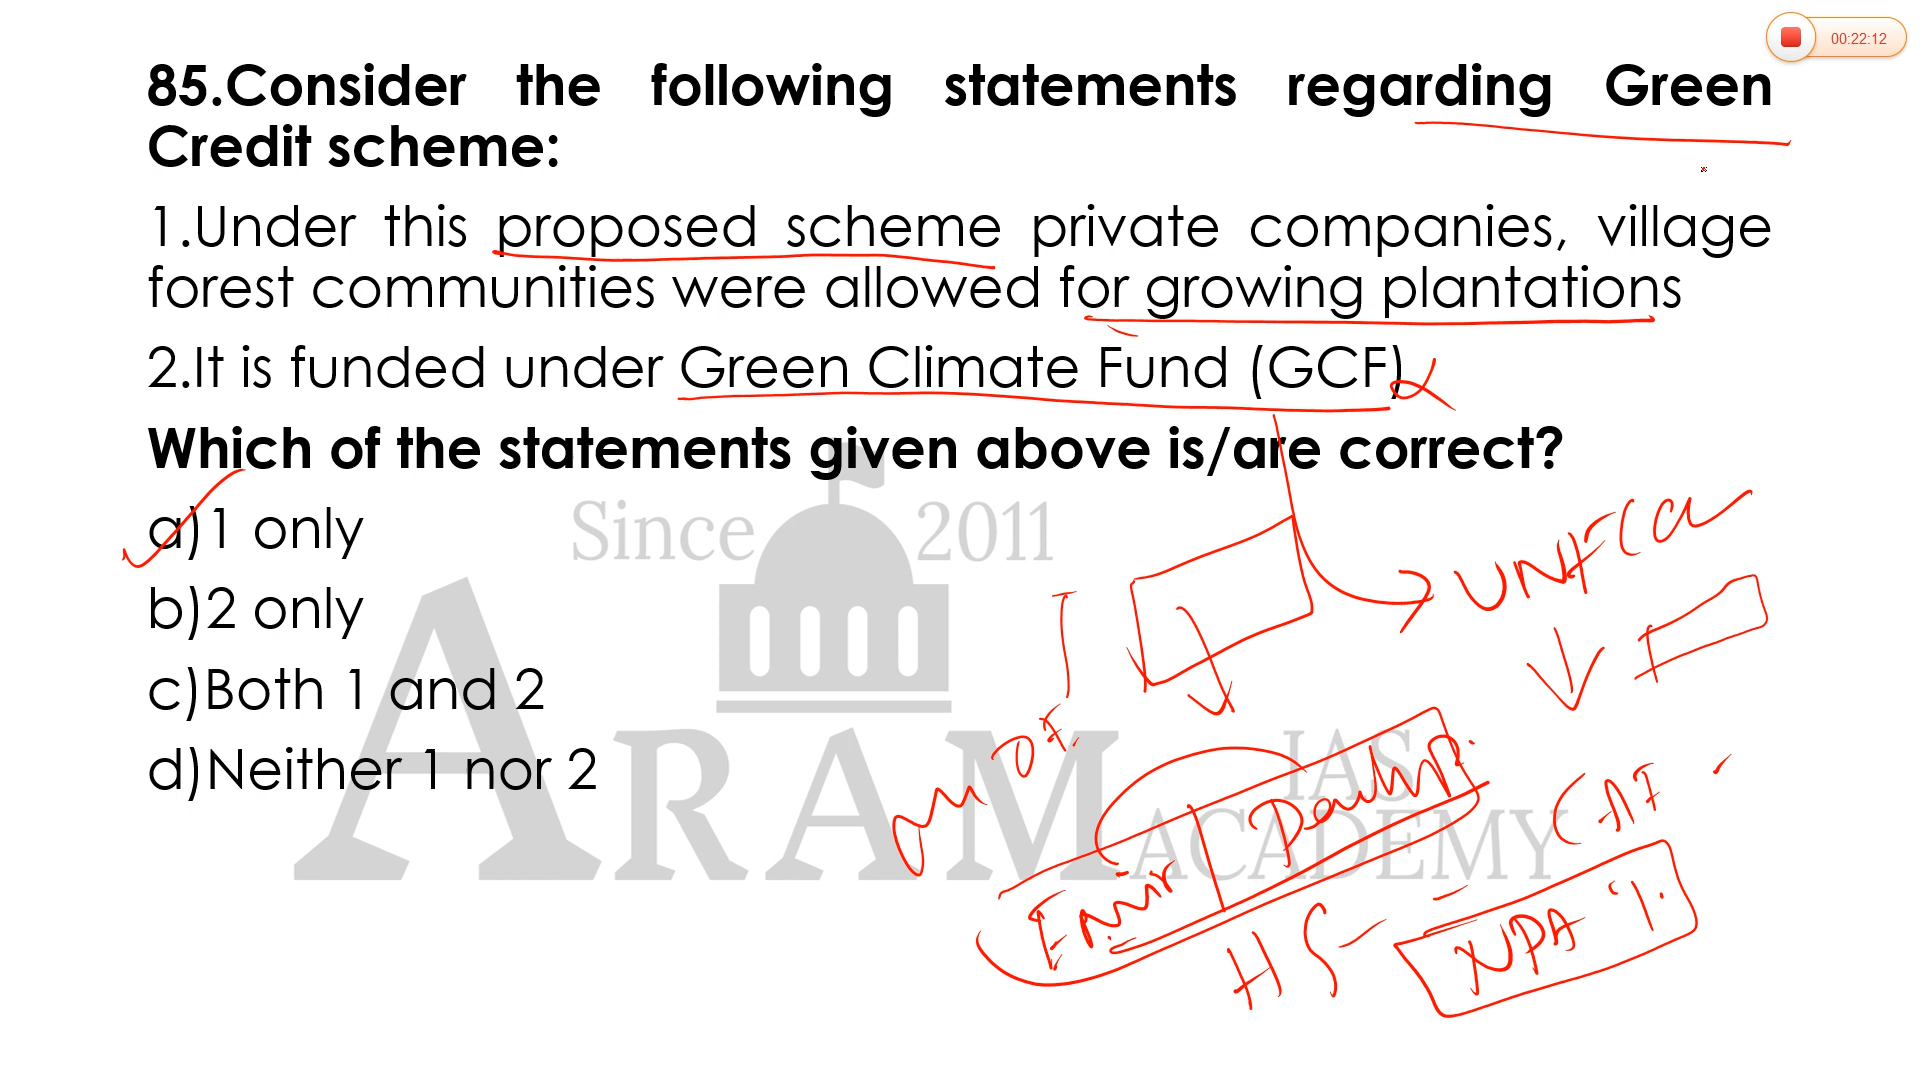 00:22:12
85.Consider the following statements regarding Green
Credit scheme:
1.Under this proposed scheme private companies, village
forest communities were allowed for growing plantations
2.It is funded under Green Climate Fund (GCF)
Which of the statements given above is/are correct?
a)1 only
b)2 only
c)Both 1 and 2
d)Neither 1 nor 2
Since 2011
ARAM
IAS
ACADEMY
NPA